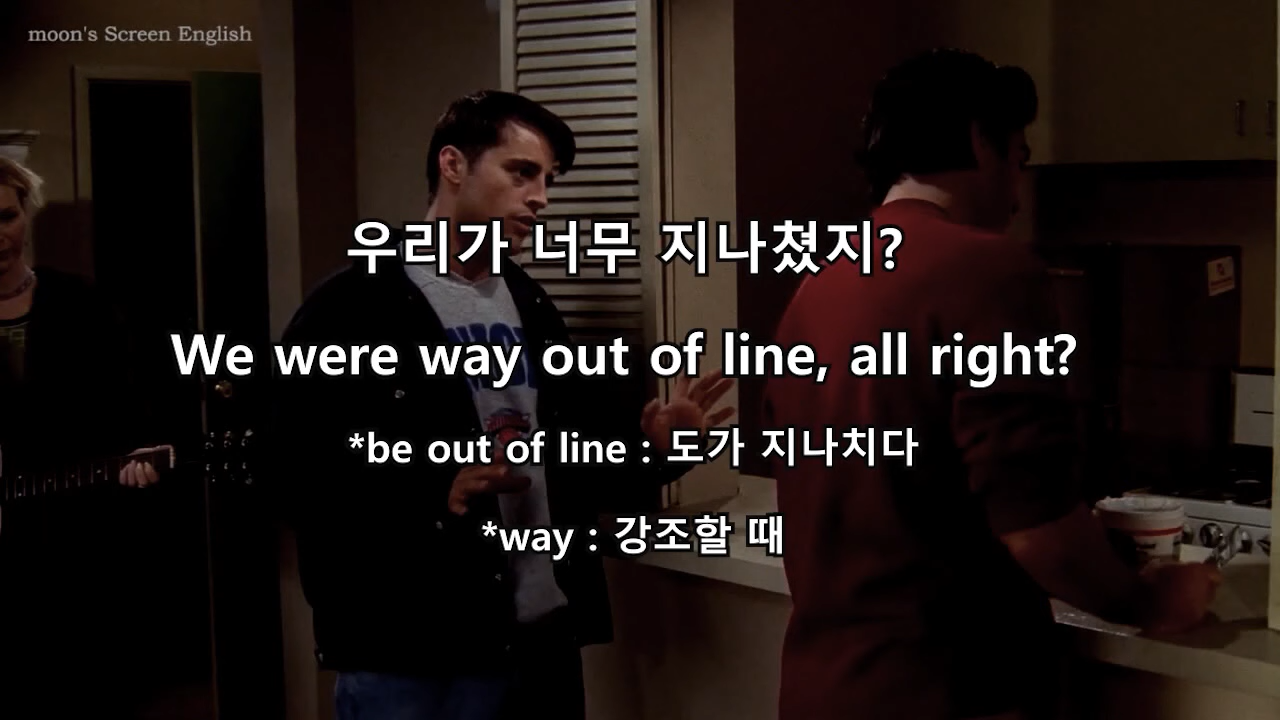 moon's Screen English
우리가 너무 지나쳤지?
We were way out of line, all right?
*be out of line : 도가 지나치다
*way : 강조할 때